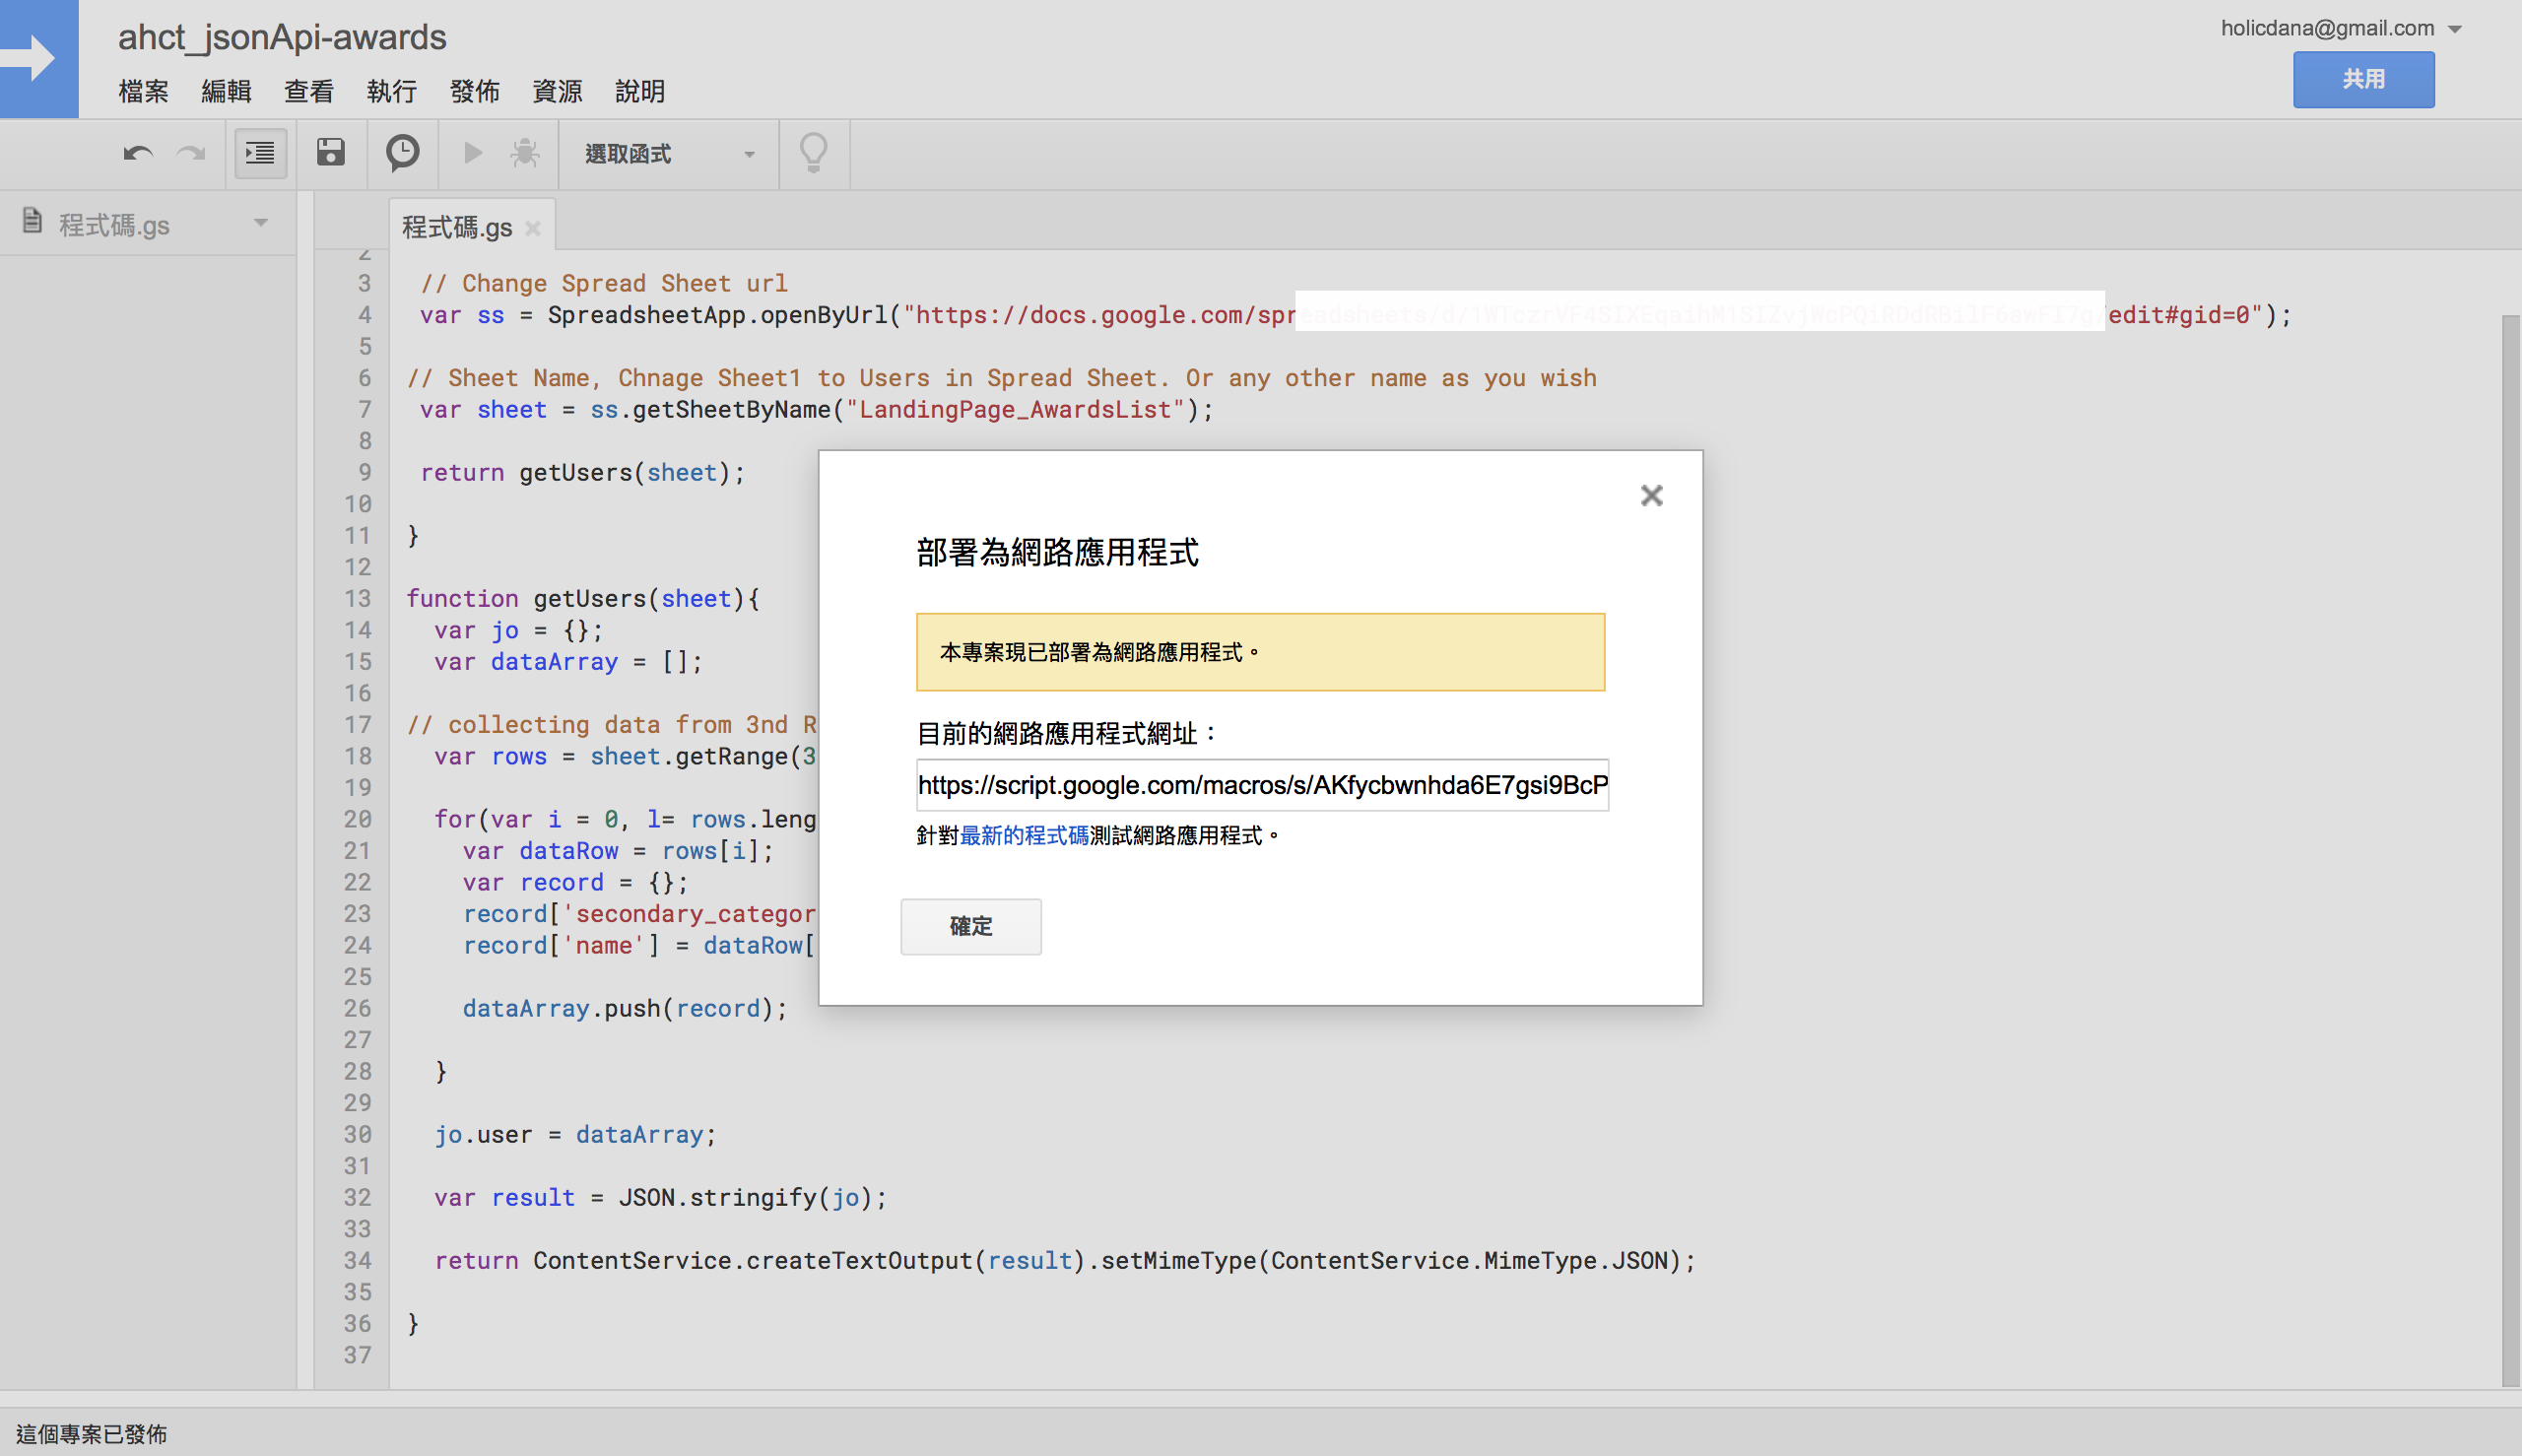 ahct_jsonApi-awards
holicdana@gmail.com
檔案 編輯 查看 執行 發佈 資源 說明
共用
選取函式
程式碼.gs
程式碼.gs
2
3 // Change Spread Sheet url
4 var ss = SpreadsheetApp.openByUrl("https://docs.google.com/spr edit#gid=0");
5
6 // Sheet Name, Chnage Sheet1 to Users in Spread Sheet. Or any other name as you wish
7 var sheet = ss.getSheetByName("LandingPage_AwardsList");
8
9 return getUsers(sheet);
10
11 }
12
13 function getUsers(sheet){
14 var jo = {};
15 var dataArray = [];
16
17 // collecting data from 3nd R
18 var rows = sheet.getRange(3
19
20 for(var i = 0, l= rows.leng
21 var dataRow = rows[i];
22 var record = {};
23 record['secondary_categor
24 record['name'] = dataRow[
25
26 dataArray.push(record);
27
28 }
29
30 jo.user = dataArray;
31
32 var result = JSON.stringify(jo);
33
34 return ContentService.createTextOutput(result).setMimeType(ContentService.MimeType.JSON);
35
36 }
37
部署為網路應用程式
本專案現已部署為網路應用程式。
目前的網路應用程式網址：
https://script.google.com/macros/s/AKfycbwnhda6E7gsi9BcP
針對最新的程式碼測試網路應用程式。
確定
這個專案已發佈